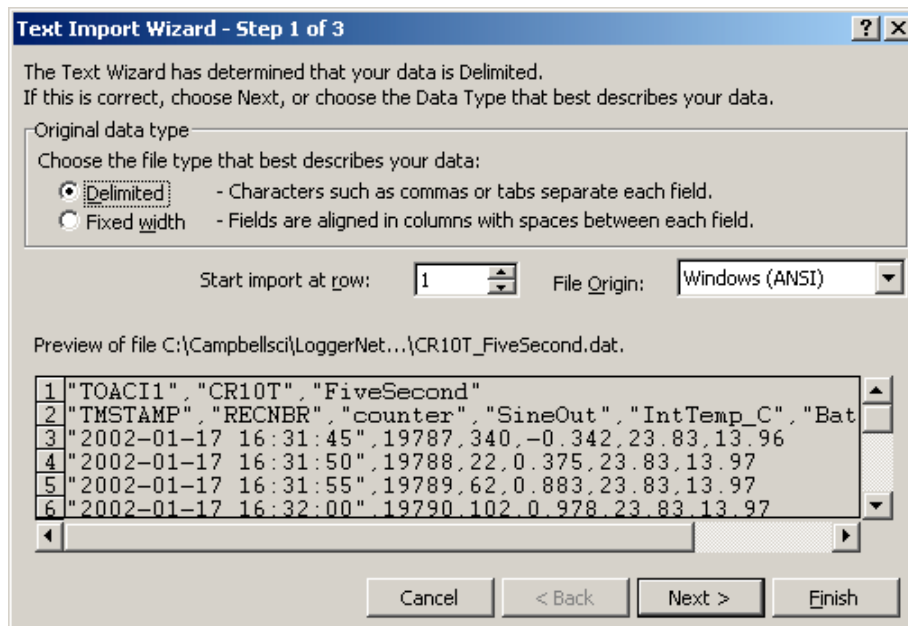 Text Import Wizard - Step 1 of 3
The Text Wizard has determined that your data is Delimited.
If this is correct, choose Next, or choose the Data Type that best describes your data.
Original data type
Choose the file type that best describes your data:
Delimited - Characters such as commas or tabs separate each field.
Fixed width - Fields are aligned in columns with spaces between each field.
Start import at row: 1 File Origin: Windows (ANSI)
Preview of file C:\Campbellsci\LoggerNet...\CR10T_FiveSecond.dat.
1 "TOACI1","CR10T","FiveSecond"
2 "TMSTAMP","RECNBR","counter","SineOut","IntTemp_C","Bat
3 "2002-01-17 16:31:45",19787,340,-0.342,23.83,13.96
4 "2002-01-17 16:31:50",19788,22,0.375,23.83,13.97
5 "2002-01-17 16:31:55",19789,62,0.883,23.83,13.97
6 "2002-01-17 16:32:00",19790,102,0.978,23.83,13.97
Cancel < Back Next > Finish